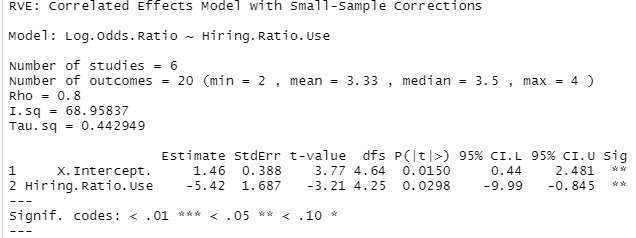 RVE: Correlated Effects Model with Small-Sample Corrections
Model: Log.Odds.Ratio ~ Hiring.Ratio.Use
Number of studies = 6
Number of outcomes = 20 (min = 2 , mean = 3.33 , median = 3.5 , max = 4 )
Rho = 0.8
I.sq = 68.95837
Tau.sq = 0.442949
Estimate StdErr t-value dfs P(|t|>) 95% CI.L 95% CI.U Sig
1 X.Intercept. 1.46 0.388 3.77 4.64 0.0150 0.44 2.481 **
2 Hiring.Ratio.Use -5.42 1.687 -3.21 4.25 0.0298 -9.99 -0.845 **
---
Signif. codes: < .01 *** < .05 ** < .10 *
---